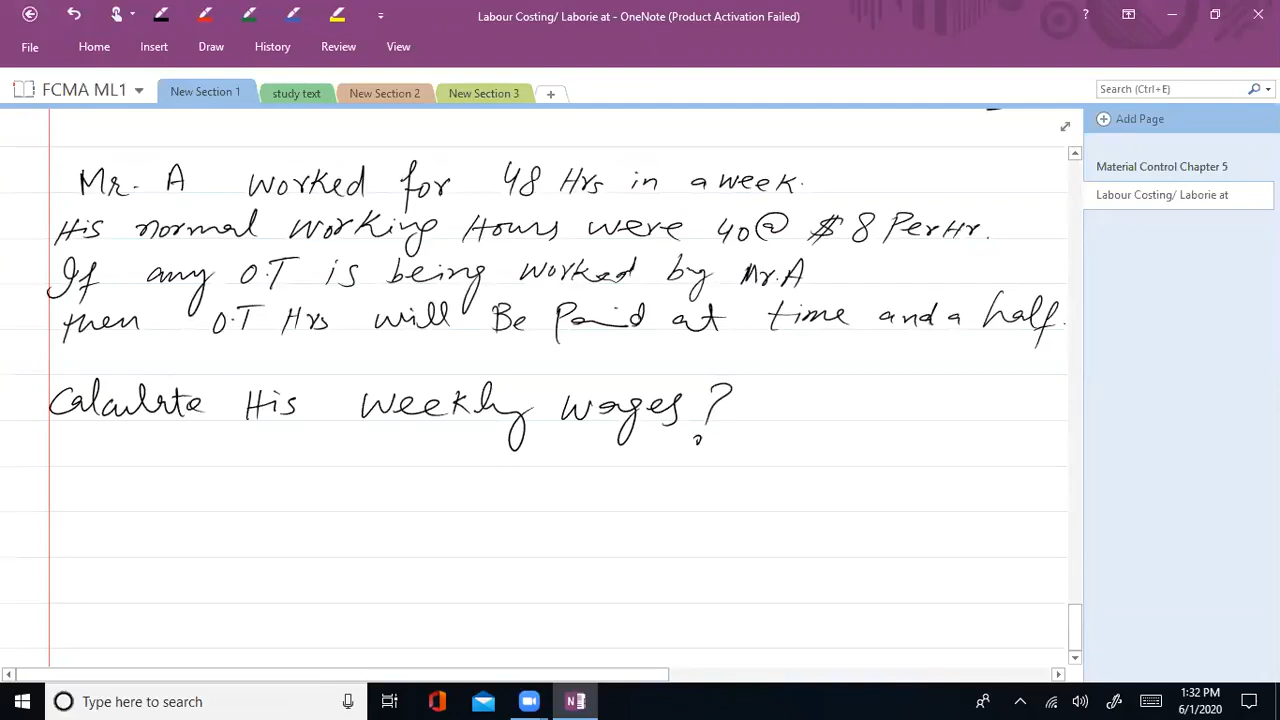 Labour Costing/ Laborie at - OneNote (Product Activation Failed)
?
File Home Insert Draw History Review View
FCMA ML1 New Section 1 study text New Section 2 New Section 3 +
Search (Ctrl+E)
Add Page
Material Control Chapter 5
Labour Costing/ Laborie at
Mr. A worked for 48 Hrs in a week.
His normal working Hours were 40@ $8 Per Hr.
If any O.T is being worked by Mr. A
then O.T Hrs will Be Paid at time and a half.
Calculate His weekly wages?
Type here to search
1:32 PM
6/1/2020